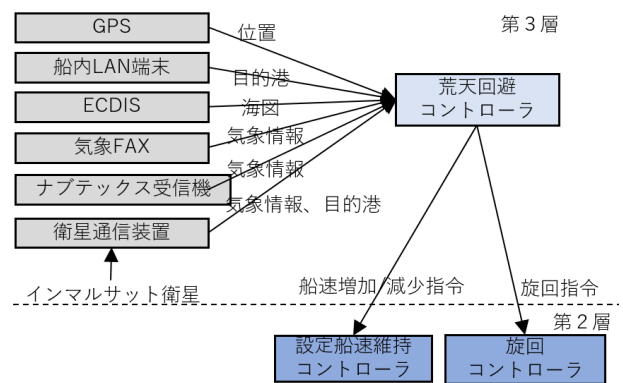 GPS
位置
第３層
船内LAN端末
目的港
荒天回避
コントローラ
ECDIS
海図
気象FAX
気象情報
ナブテックス受信機
気象情報
衛星通信装置
気象情報、目的港
インマルサット衛星
船速増加/減少指令
旋回指令
第２層
設定船速維持
コントローラ
旋回
コントローラ